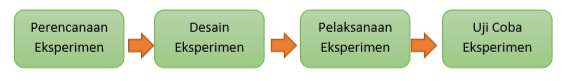 Perencanaan
Eksperimen
Desain
Eksperimen
Pelaksanaan
Eksperimen
Uji Coba
Eksperimen